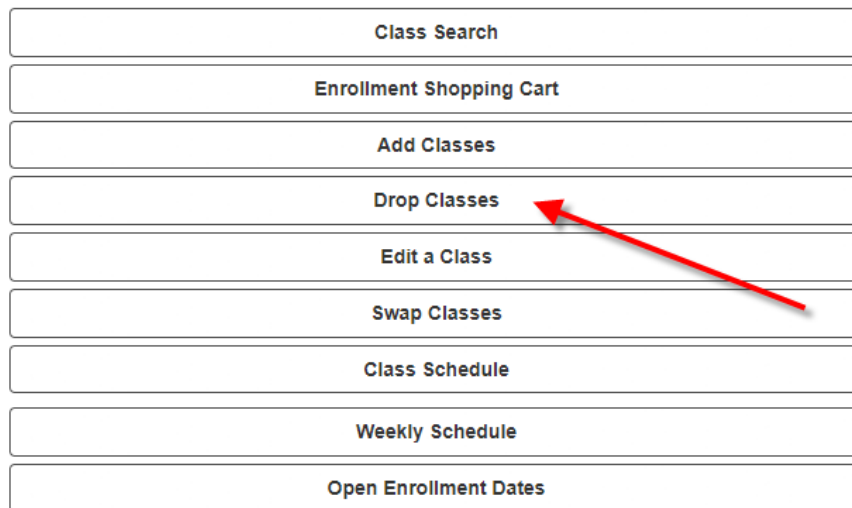 Class Search
Enrollment Shopping Cart
Add Classes
Drop Classes
Edit a Class
Swap Classes
Class Schedule
Weekly Schedule
Open Enrollment Dates